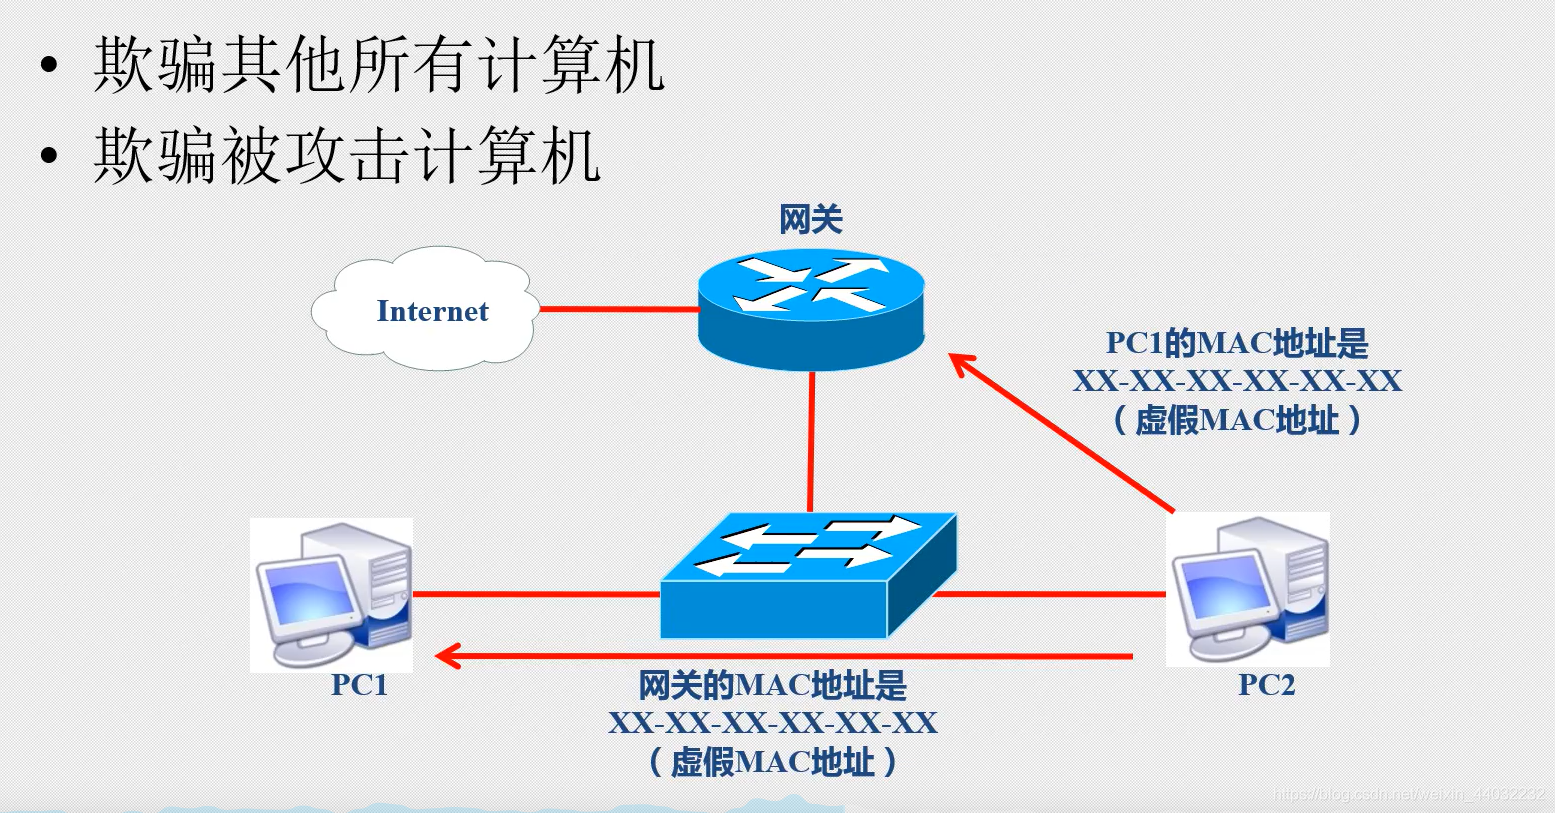 • 欺骗其他所有计算机
• 欺骗被攻击计算机
网关
Internet
PC1的MAC地址是
XX-XX-XX-XX-XX-XX
（虚假MAC地址）
PC1
PC2
网关的MAC地址是
XX-XX-XX-XX-XX-XX
（虚假MAC地址）
https://blog.csdn.net/weixin_44032232